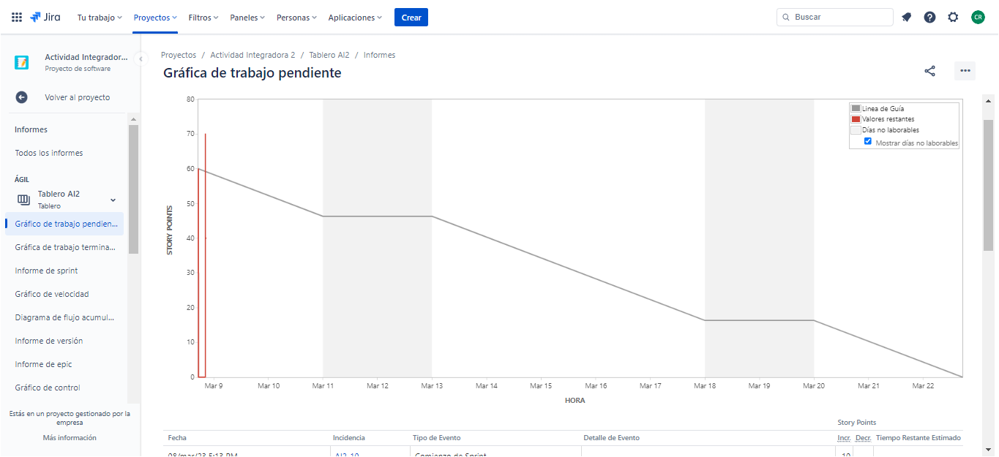 Jira
Tu trabajo
Proyectos
Filtros
Paneles
Personas
Aplicaciones
Crear
Buscar
CR
Actividad Integrador...
Proyecto de software
Volver al proyecto
Informes
Todos los informes
ÁGIL
Tablero AI2
Tablero
Gráfico de trabajo pendien...
Gráfica de trabajo termina...
Informe de sprint
Gráfico de velocidad
Diagrama de flujo acumul...
Informe de versión
Informe de epic
Gráfico de control
Estás en un proyecto gestionado por la
empresa
Más información
Proyectos / Actividad Integradora 2 / Tablero AI2 / Informes
Gráfica de trabajo pendiente
80
70
60
50
40
30
20
10
0
STORY POINTS
Linea de Guía
Valores restantes
Días no laborables
Mostrar días no laborables
Mar 9 Mar 10 Mar 11 Mar 12 Mar 13 Mar 14 Mar 15 Mar 16 Mar 17 Mar 18 Mar 19 Mar 20 Mar 21 Mar 22
HORA
Story Points
Fecha Incidencia Tipo de Evento Detalle de Evento Incr. Decr. Tiempo Restante Estimado
08/mar/23 5:13 PM AI2-10 Comienzo de Sprint 10